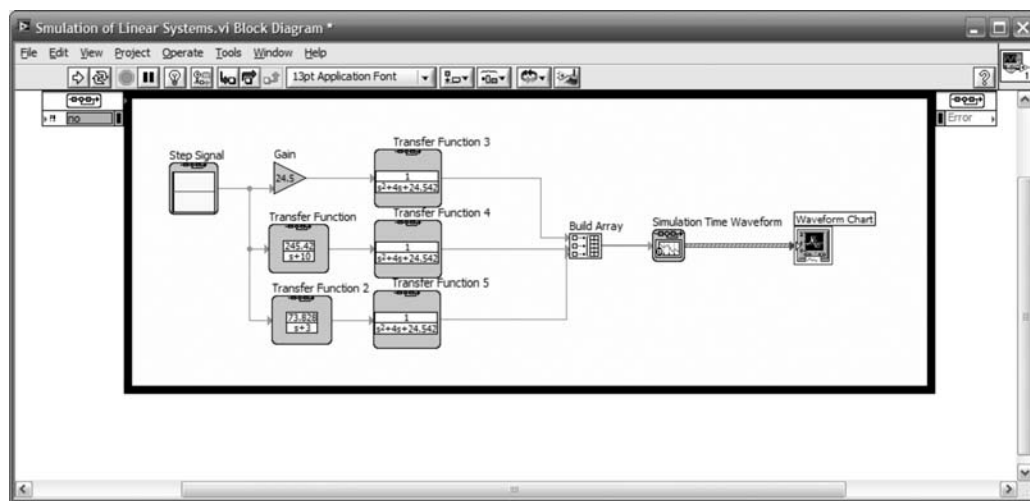 Smulation of Linear Systems.vi Block Diagram *
File Edit View Project Operate Tools Window Help
13pt Application Font
?
1
no
Error
Step Signal
Gain
24.5
Transfer Function 3
1
s²+4s+24.542
Transfer Function
245.42
s+10
Transfer Function 4
1
s²+4s+24.542
Transfer Function 2
73.626
s+3
Transfer Function 5
1
s²+4s+24.542
Build Array
Simulation Time Waveform
Waveform Chart